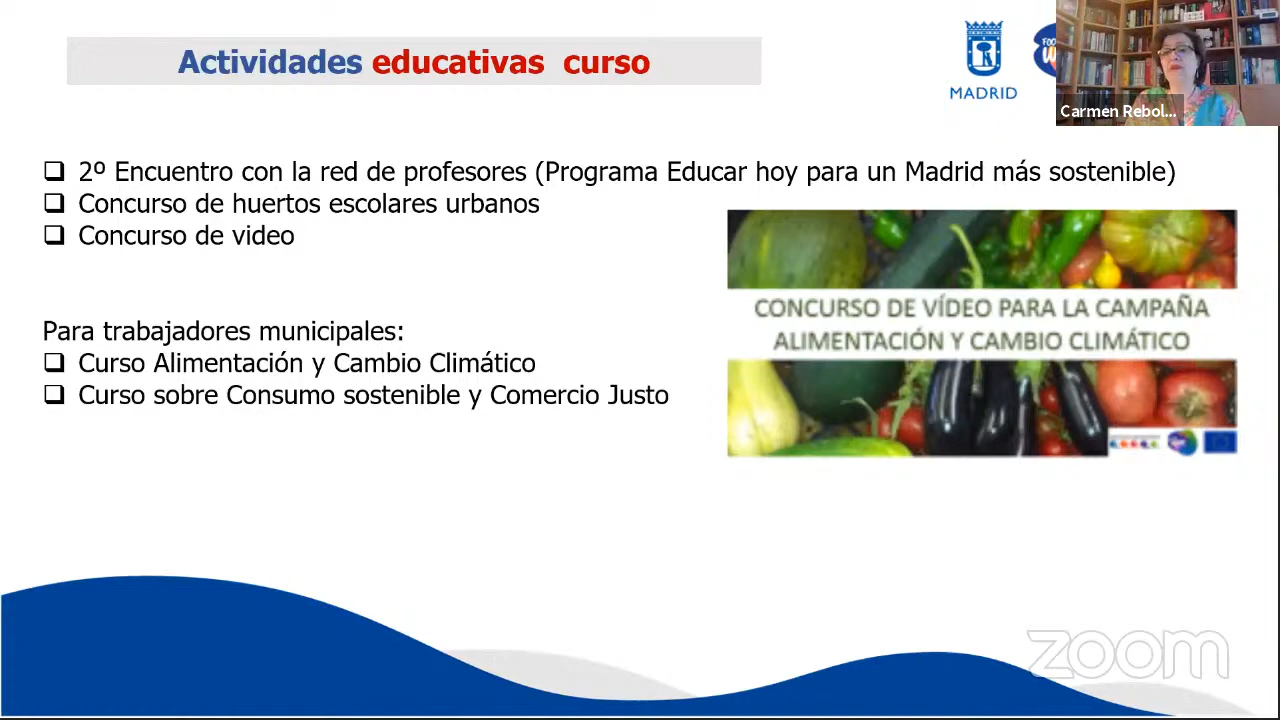 Actividades educativas curso
MADRID
Carmen Rebol...
❑ 2º Encuentro con la red de profesores (Programa Educar hoy para un Madrid más sostenible)
❑ Concurso de huertos escolares urbanos
❑ Concurso de video
CONCURSO DE VÍDEO PARA LA CAMPAÑA
ALIMENTACIÓN Y CAMBIO CLIMÁTICO
Para trabajadores municipales:
❑ Curso Alimentación y Cambio Climático
❑ Curso sobre Consumo sostenible y Comercio Justo
zoom